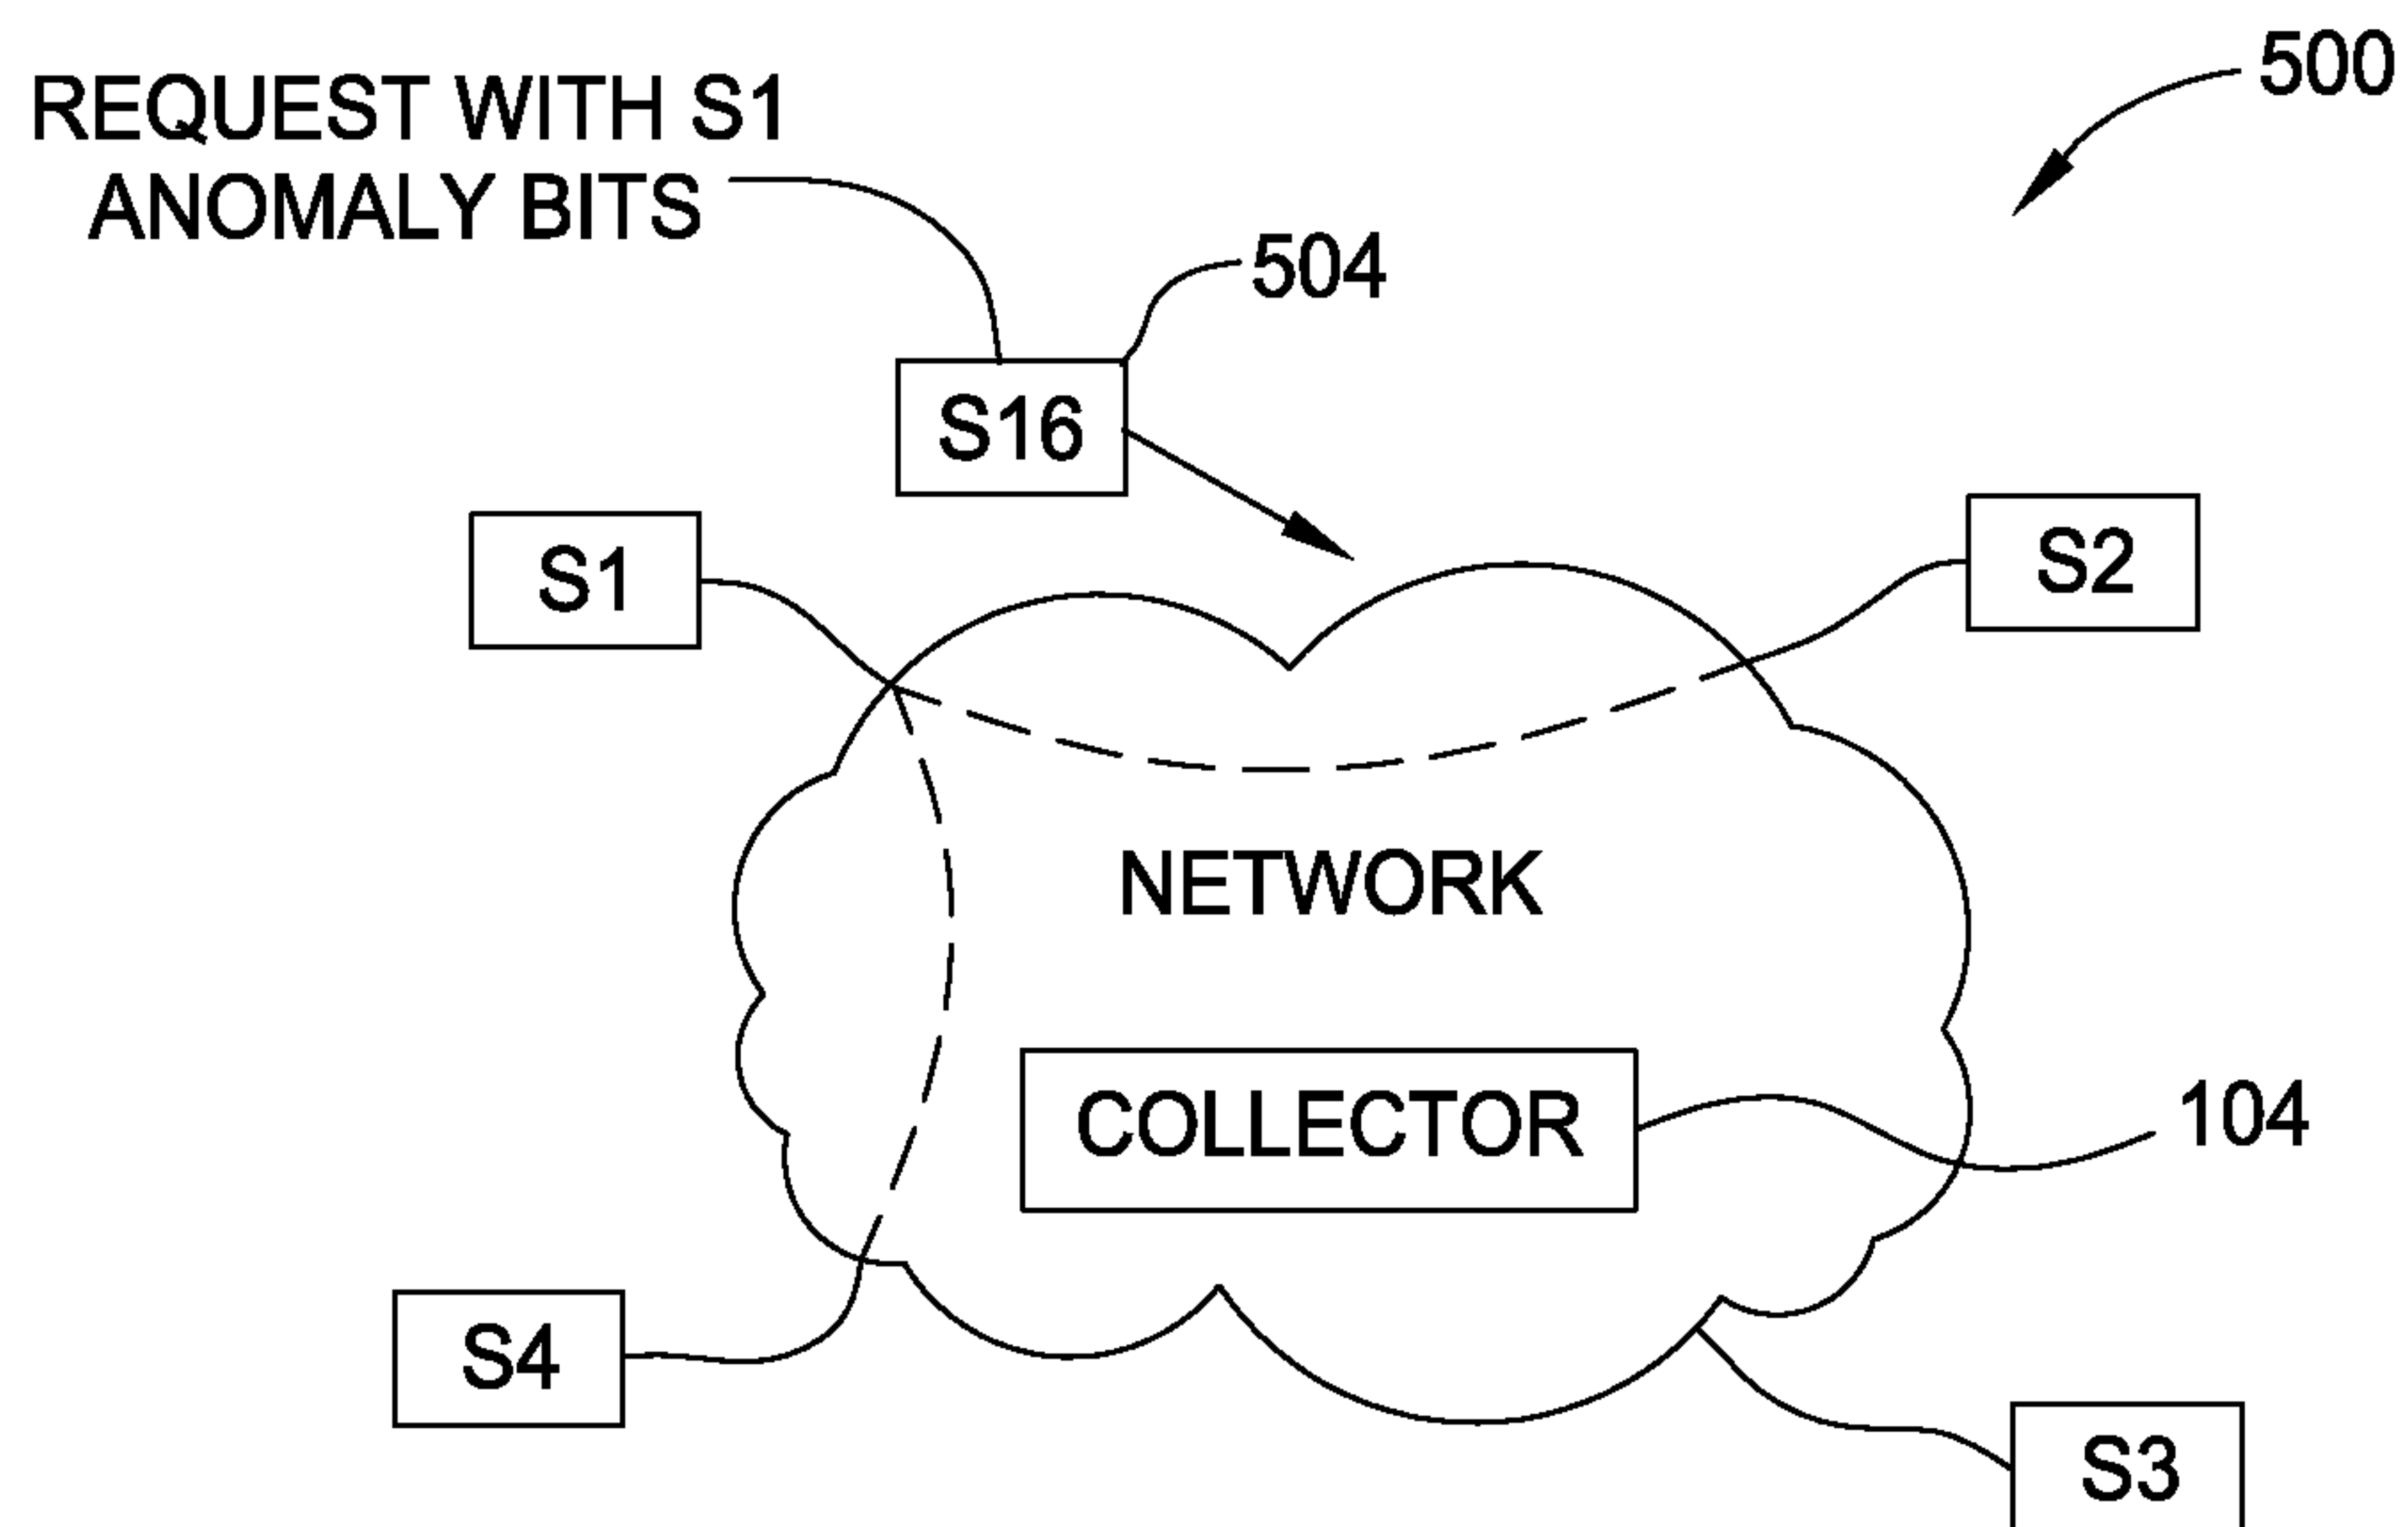 500
REQUEST WITH S1
ANOMALY BITS
504
S16
S1
S2
NETWORK
COLLECTOR
104
S4
S3